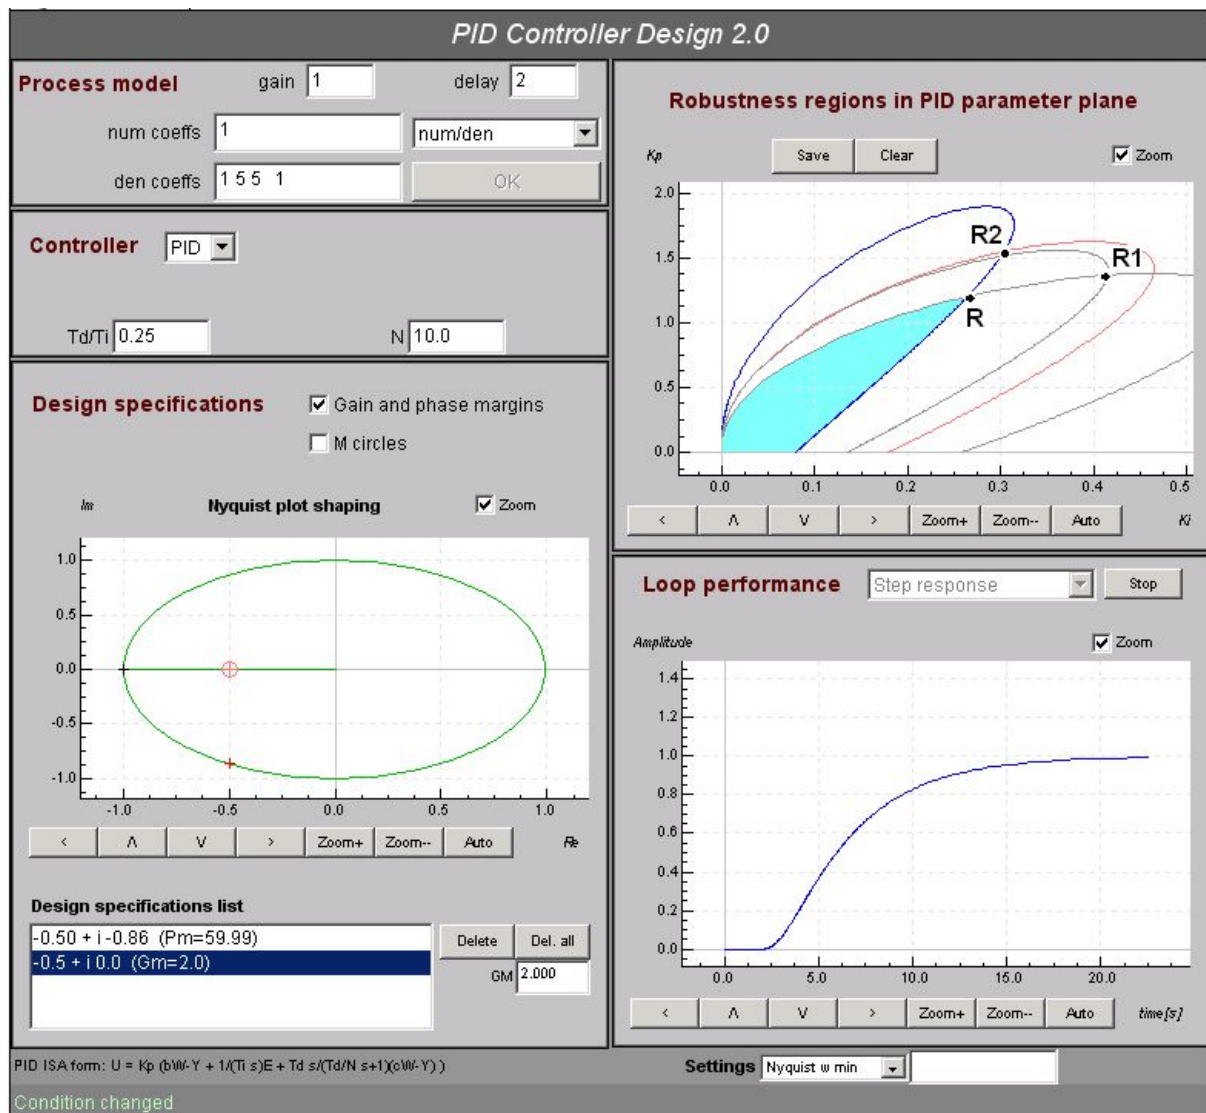 PID Controller Design 2.0
Process model gain 1 delay 2
num coeffs 1 num/den
den coeffs 1 5 5 1 OK
Controller PID
Td/Ti 0.25 N 10.0
Design specifications Gain and phase margins
M circles
Im Nyquist plot shaping Zoom
1.0
0.5
0.0
-0.5
-1.0
-1.0 -0.5 0.0 0.5 1.0
< Λ V > Zoom+ Zoom-- Auto Re
Design specifications list
-0.50 + i -0.86 (Pm=59.99)
-0.5 + i 0.0 (Gm=2.0)
Delete Del. all
GM 2.000
Robustness regions in PID parameter plane
Kp Save Clear Zoom
2.0
1.5
1.0
0.5
0.0
R2
R1
R
0.0 0.1 0.2 0.3 0.4 0.5
< Λ V > Zoom+ Zoom-- Auto Ki
Loop performance Step response Stop
Amplitude Zoom
1.4
1.2
1.0
0.8
0.6
0.4
0.2
0.0
0.0 5.0 10.0 15.0 20.0
< Λ V > Zoom+ Zoom-- Auto time[s]
PID ISA form: U = Kp (bW-Y + 1/(Ti s)E + Td s/(Td/N s+1)(cW-Y) )
Settings Nyquist w min
Condition changed